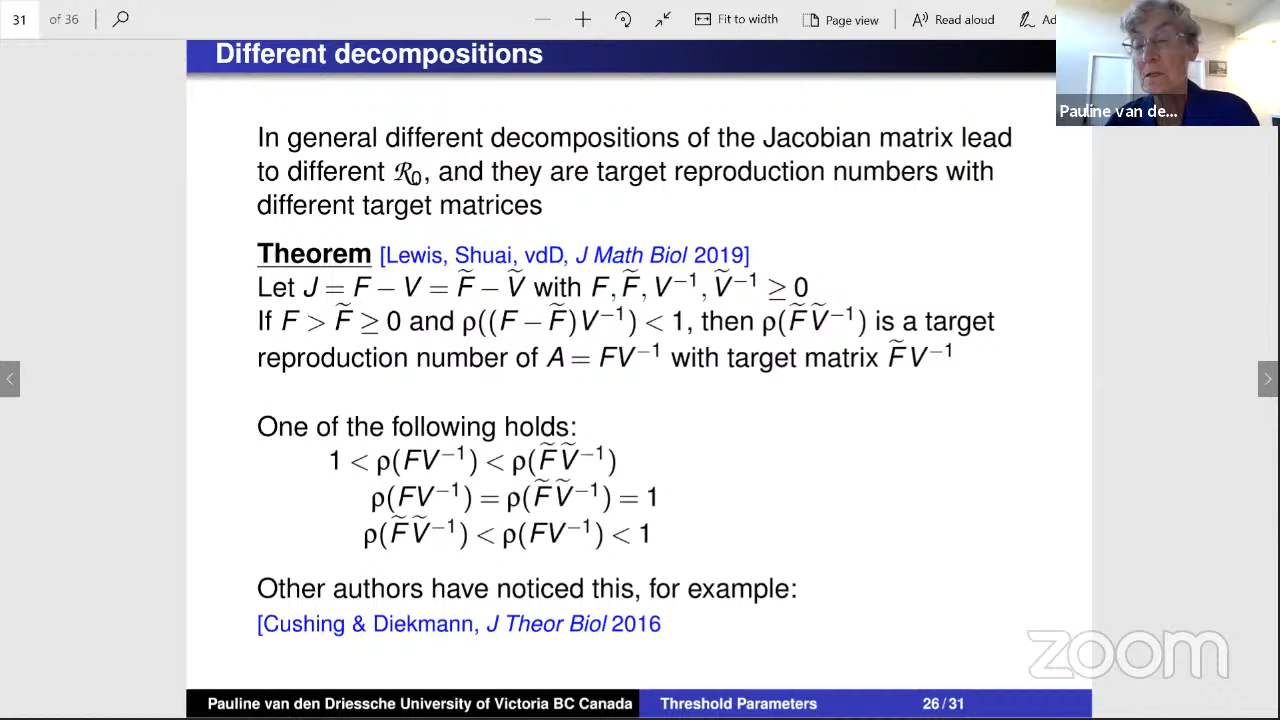 31 of 36 Fit to width Page view Read aloud Ad
Different decompositions
Pauline van de...
In general different decompositions of the Jacobian matrix lead
to different ℛ₀, and they are target reproduction numbers with
different target matrices
Theorem [Lewis, Shuai, vdD, J Math Biol 2019]
Let J = F − V = F̃ − Ṽ with F, F̃, V⁻¹, Ṽ⁻¹ ≥ 0
If F > F̃ ≥ 0 and ρ((F − F̃)V⁻¹) < 1, then ρ(F̃Ṽ⁻¹) is a target
reproduction number of A = FV⁻¹ with target matrix F̃V⁻¹
One of the following holds:
1 < ρ(FV⁻¹) < ρ(F̃Ṽ⁻¹)
ρ(FV⁻¹) = ρ(F̃Ṽ⁻¹) = 1
ρ(F̃Ṽ⁻¹) < ρ(FV⁻¹) < 1
Other authors have noticed this, for example:
[Cushing & Diekmann, J Theor Biol 2016
zoom
Pauline van den Driessche University of Victoria BC Canada Threshold Parameters 26/31